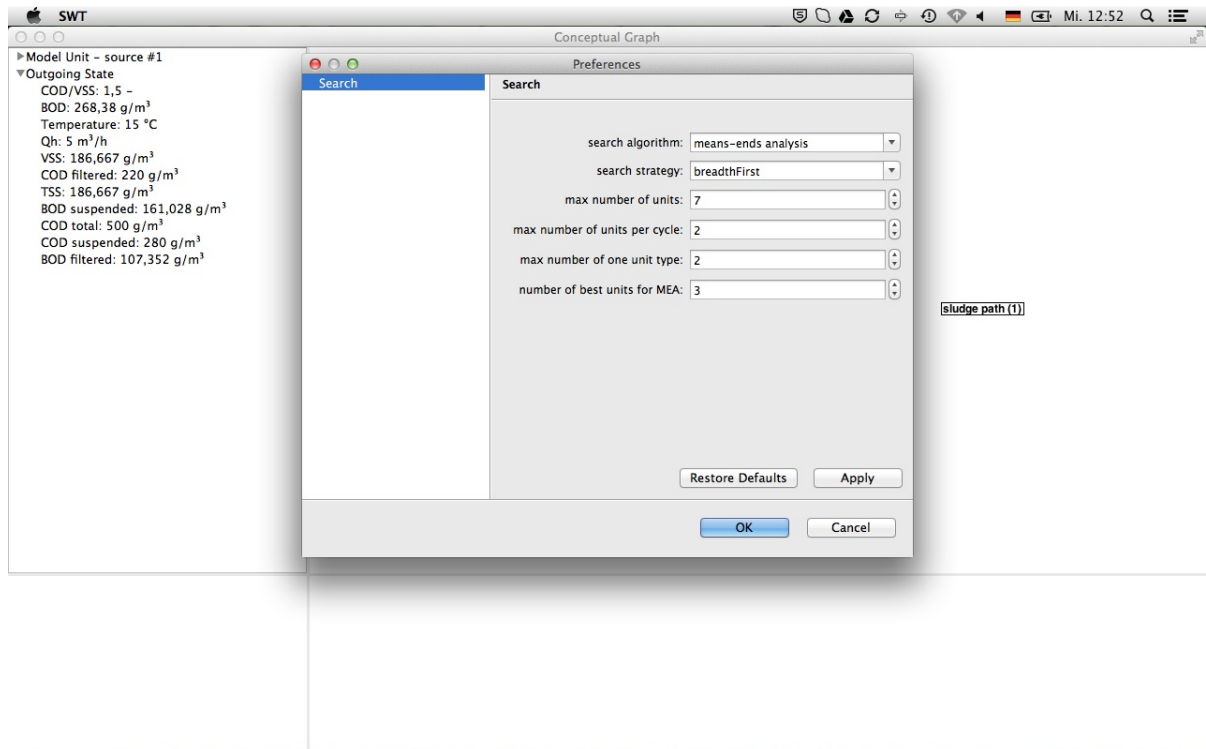 SWT
Mi. 12:52
Conceptual Graph
Model Unit – source #1
Outgoing State
COD/VSS: 1,5 –
BOD: 268,38 g/m³
Temperature: 15 °C
Qh: 5 m³/h
VSS: 186,667 g/m³
COD filtered: 220 g/m³
TSS: 186,667 g/m³
BOD suspended: 161,028 g/m³
COD total: 500 g/m³
COD suspended: 280 g/m³
BOD filtered: 107,352 g/m³
Preferences
Search
Search
search algorithm: means-ends analysis
search strategy: breadthFirst
max number of units: 7
max number of units per cycle: 2
max number of one unit type: 2
number of best units for MEA: 3
Restore Defaults
Apply
OK
Cancel
sludge path (1)